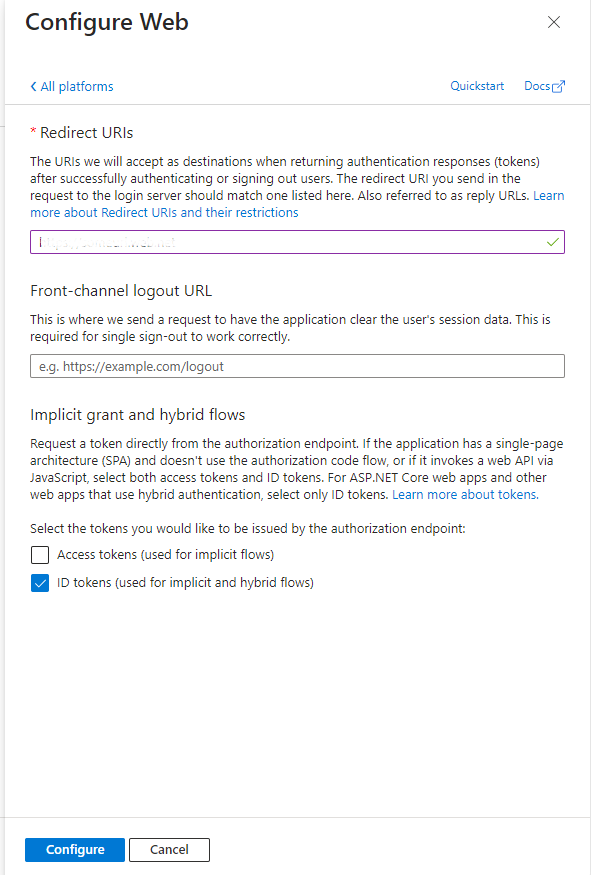 Configure Web
All platforms
Quickstart
Docs
* Redirect URIs
The URIs we will accept as destinations when returning authentication responses (tokens)
after successfully authenticating or signing out users. The redirect URI you send in the
request to the login server should match one listed here. Also referred to as reply URLs. Learn
more about Redirect URIs and their restrictions
Front-channel logout URL
This is where we send a request to have the application clear the user's session data. This is
required for single sign-out to work correctly.
e.g. https://example.com/logout
Implicit grant and hybrid flows
Request a token directly from the authorization endpoint. If the application has a single-page
architecture (SPA) and doesn't use the authorization code flow, or if it invokes a web API via
JavaScript, select both access tokens and ID tokens. For ASP.NET Core web apps and other
web apps that use hybrid authentication, select only ID tokens. Learn more about tokens.
Select the tokens you would like to be issued by the authorization endpoint:
Access tokens (used for implicit flows)
ID tokens (used for implicit and hybrid flows)
Configure
Cancel